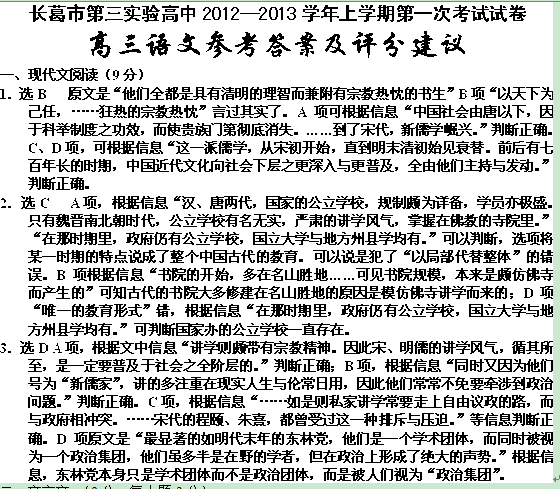 长葛市第三实验高中2012—2013学年上学期第一次考试试卷
高三语文参考答案及评分建议
一、现代文阅读（9分）
1. 选B　原文是“他们全都是具有清明的理智而兼附有宗教热忱的书生”B项“以天下为
己任，……狂热的宗教热忱”言过其实了。A 项可根据信息“中国社会由唐以下，因
于科举制度之功效，而使贵族门第彻底消失。……到了宋代，新儒学崛兴。”判断正确。
C、D项，可根据信息“这一派儒学，从宋初开始，直到明末清初始见衰替。前后有七
百年长的时期，中国近代文化向社会下层之更深入与更普及，全由他们主持与发动。”
判断正确。
2. 选C　A项，根据信息“汉、唐两代，国家的公立学校，规制颇为详备，学员亦极盛。
只有魏晋南北朝时代，公立学校有名无实，严肃的讲学风气，掌握在佛教的寺院里。”
“在那时期里，政府仍有公立学校，国立大学与地方州县学均有。”可以判断，选项将
某一时期的特点说成了整个中国古代的教育。可以说是犯了“以局部代替整体”的错
误。B 项根据信息“书院的开始，多在名山胜地……可见书院规模，本来是颇仿佛寺
而产生的”可知古代的书院大多修建在名山胜地的原因是模仿佛寺讲学而来的；D 项
“唯一的教育形式”错，根据信息“在那时期里，政府仍有公立学校，国立大学与地
方州县学均有。”可判断国家办的公立学校一直存在。
3. 选D A项，根据文中信息“讲学则颇带有宗教精神。因此宋、明儒的讲学风气，循其所
至，是一定要普及于社会之全阶层的。”判断正确；B项，根据信息“同时又因为他们
号为“新儒家”，讲的多注重在现实人生与伦常日用，因此他们常常不免要牵涉到政治
问题。”判断正确。C项，根据信息“……如是则私家讲学常要走上自由议政的路，而
与政府相冲突。……宋代的程颐、朱熹，都曾受过这一种排斥与压迫。”等信息判断正
确。D 项原文是“最显著的如明代末年的东林党，他们是一个学术团体，而同时被视
为一个政治集团，他们虽多半是在野的学者，但在政治上形成了绝大的声势。”根据信
息，东林党本身只是学术团体而不是政治团体，而是被人们视为“政治集团”。